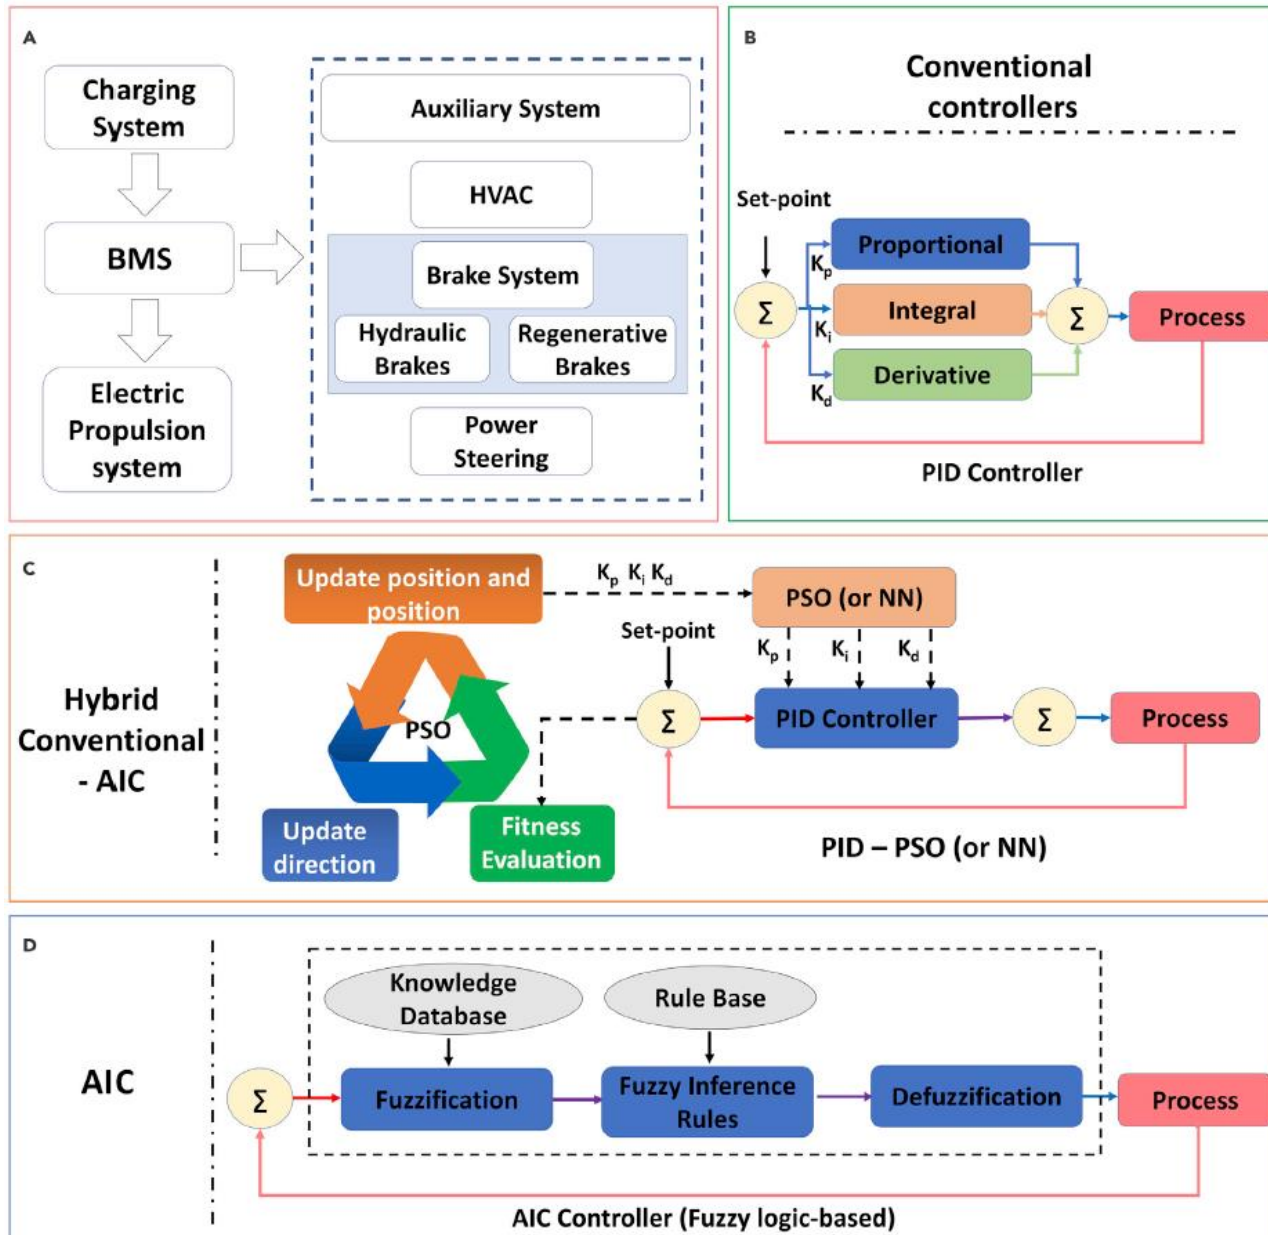 A
Charging
System
BMS
Electric
Propulsion
system
Auxiliary System
HVAC
Brake System
Hydraulic
Brakes
Regenerative
Brakes
Power
Steering
B
Conventional
controllers
Set-point
Σ
Kp
Proportional
Ki
Integral
Kd
Derivative
Σ
Process
PID Controller
C
Hybrid
Conventional
- AIC
Update position and
position
PSO
Update
direction
Fitness
Evaluation
Kp Ki Kd
PSO (or NN)
Set-point
Kp
Ki
Kd
Σ
PID Controller
Σ
Process
PID – PSO (or NN)
D
AIC
Knowledge
Database
Rule Base
Σ
Fuzzification
Fuzzy Inference
Rules
Defuzzification
Process
AIC Controller (Fuzzy logic-based)